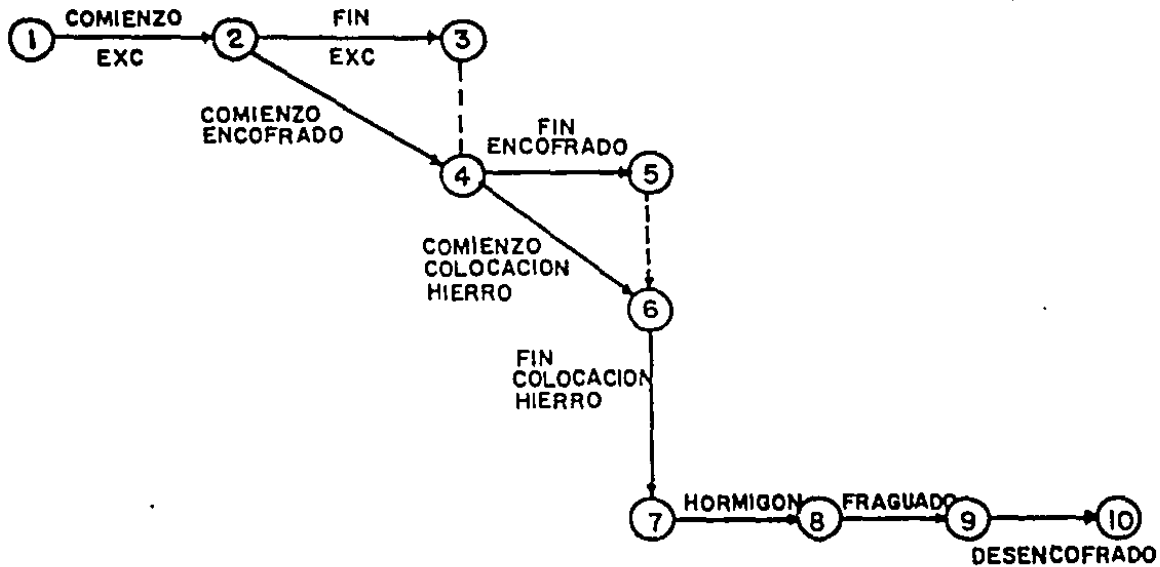 COMIENZO
FIN
1
2
3
EXC
EXC
COMIENZO
ENCOFRADO
FIN
ENCOFRADO
4
5
COMIENZO
COLOCACION
HIERRO
6
FIN
COLOCACION
HIERRO
HORMIGON
FRAGUADO
7
8
9
10
DESENCOFRADO